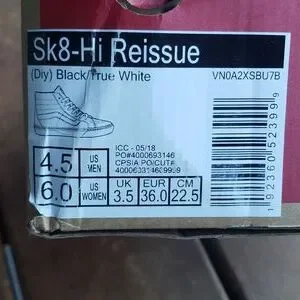 Sk8-Hi Reissue
(Diy) Black/True White
VN0A2XSBU7B
ICC - 05/18
PO#4000693146
CPSIA PO/CUT#
4.5 US MEN
6.0 US WOMEN
UK EUR CM
3.5 36.0 22.5